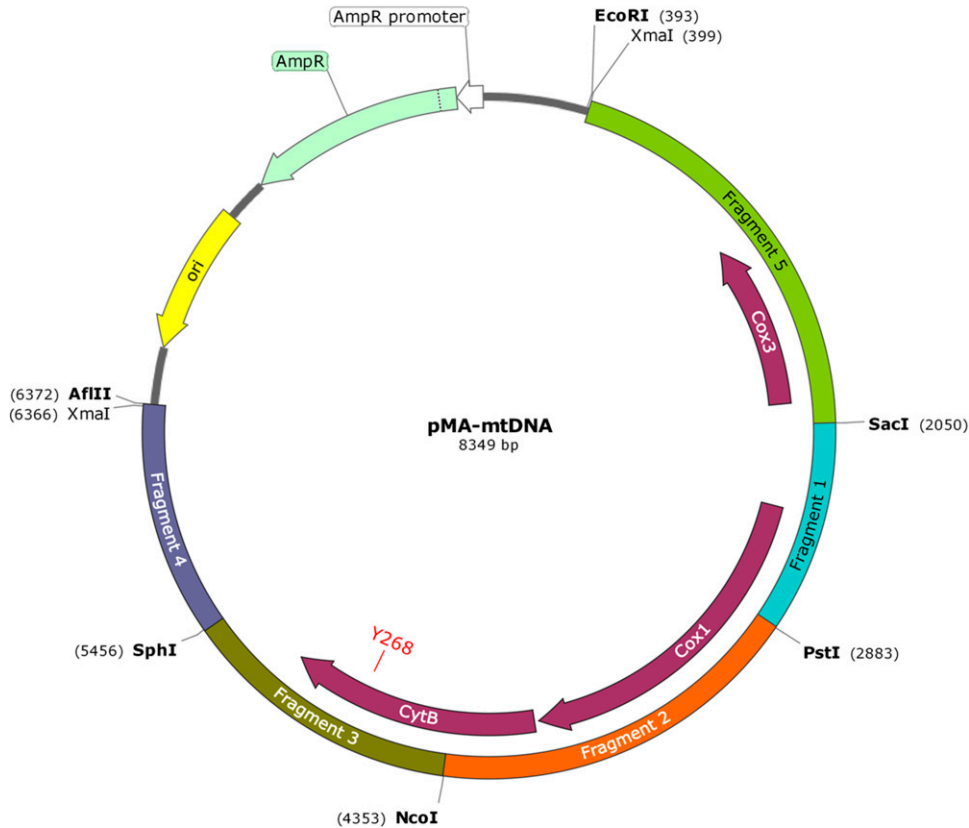 AmpR promoter
AmpR
EcoRI (393)
XmaI (399)
Fragment 5
Cox3
ori
(6372) AflII
(6366) XmaI
pMA-mtDNA
8349 bp
SacI (2050)
Fragment 1
Fragment 4
Cox1
Y268
(5456) SphI
PstI (2883)
CytB
Fragment 3
Fragment 2
(4353) NcoI